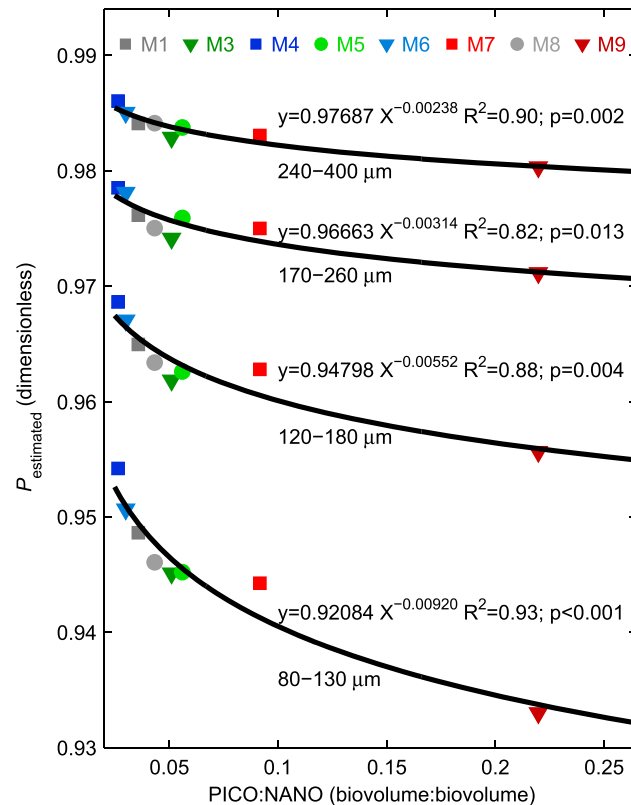 M1 M3 M4 M5 M6 M7 M8 M9
0.99
y=0.97687 X^−0.00238 R²=0.90; p=0.002
240−400 μm
0.98
y=0.96663 X^−0.00314 R²=0.82; p=0.013
170−260 μm
0.97
y=0.94798 X^−0.00552 R²=0.88; p=0.004
0.96
120−180 μm
0.95
y=0.92084 X^−0.00920 R²=0.93; p<0.001
0.94
80−130 μm
0.93
P_estimated (dimensionless)
0.05 0.1 0.15 0.2 0.25
PICO:NANO (biovolume:biovolume)